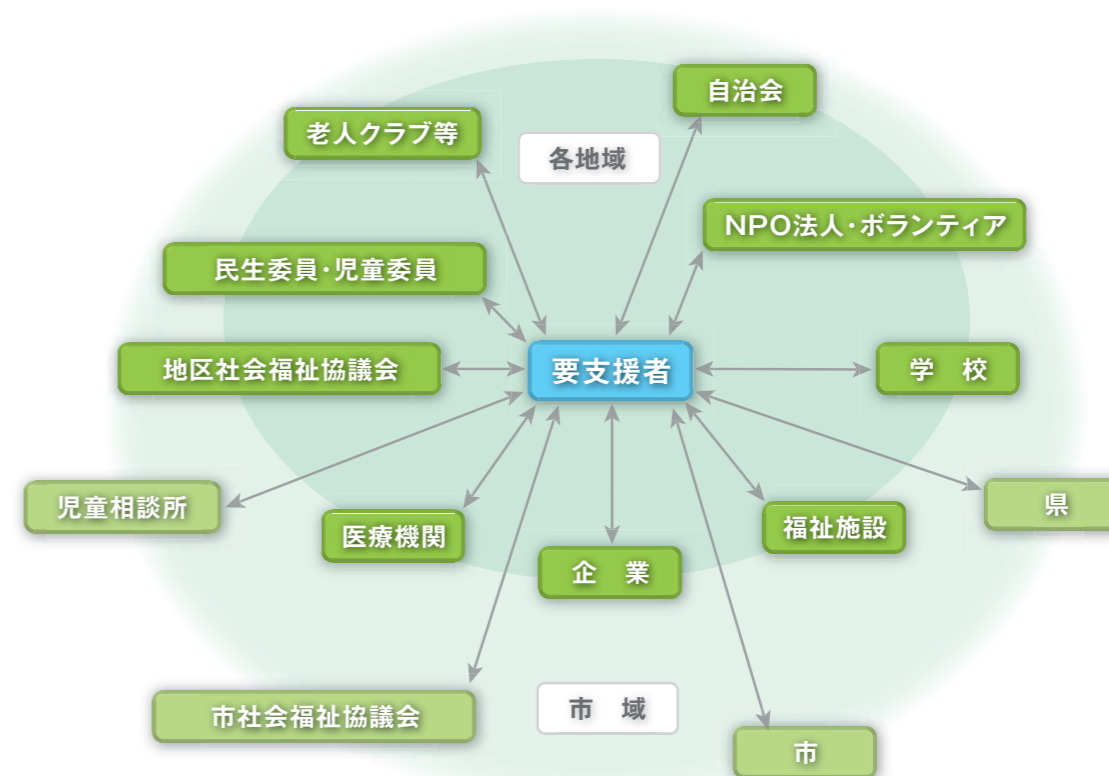 自治会
老人クラブ等
各地域
NPO法人・ボランティア
民生委員・児童委員
地区社会福祉協議会
要支援者
学　校
児童相談所
県
医療機関
福祉施設
企　業
市社会福祉協議会
市　域
市